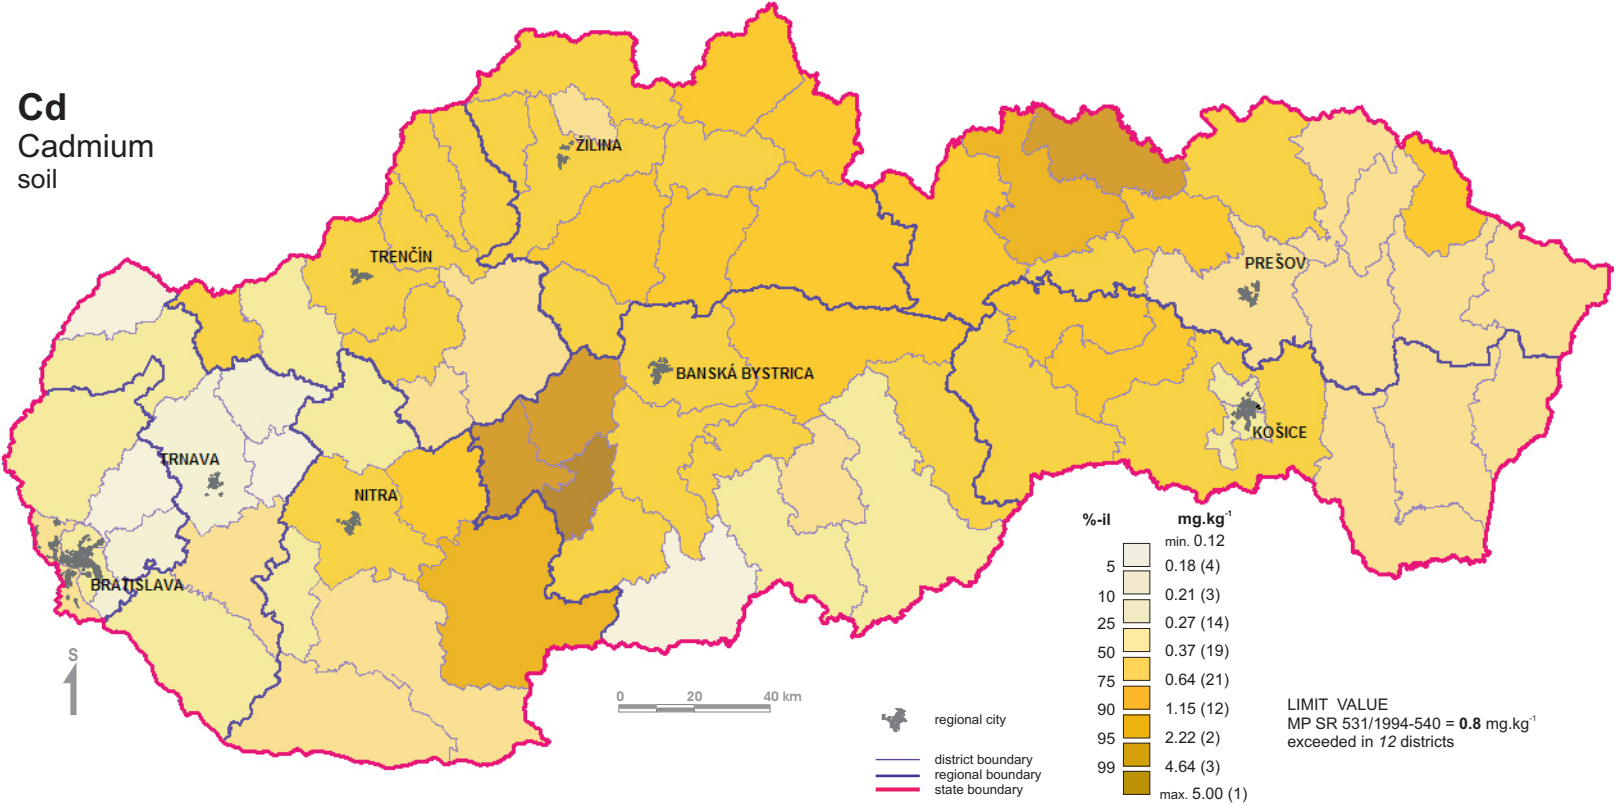 Cd
Cadmium
soil
ŽILINA
TRENČÍN
PREŠOV
BANSKÁ BYSTRICA
KOŠICE
TRNAVA
NITRA
BRATISLAVA
S
0 20 40 km
regional city
district boundary
regional boundary
state boundary
%-il mg.kg⁻¹
min. 0.12
5 0.18 (4)
10 0.21 (3)
25 0.27 (14)
50 0.37 (19)
75 0.64 (21)
90 1.15 (12)
95 2.22 (2)
99 4.64 (3)
max. 5.00 (1)
LIMIT VALUE
MP SR 531/1994-540 = 0.8 mg.kg⁻¹
exceeded in 12 districts